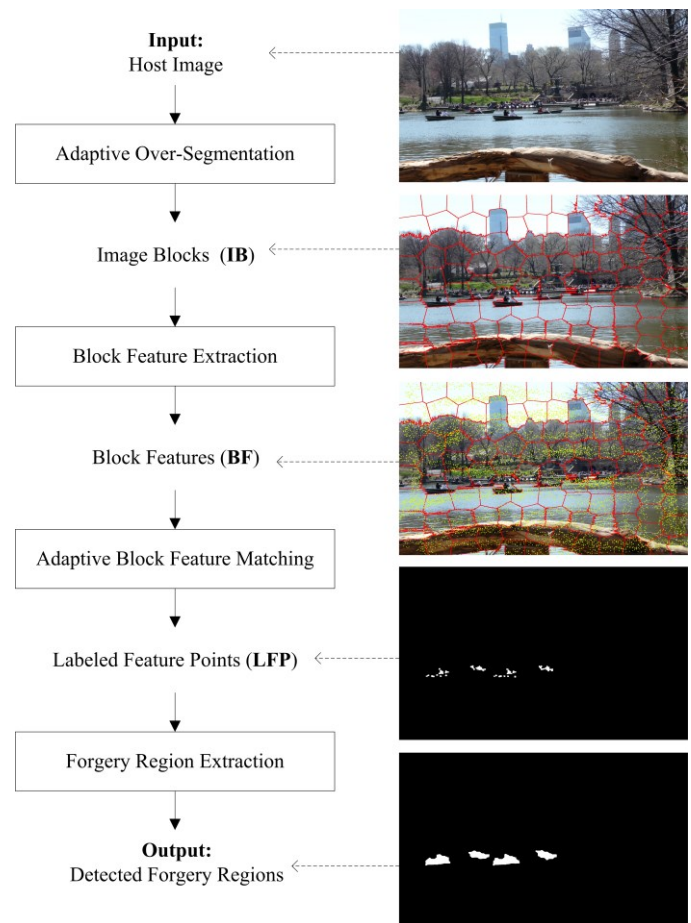 Input:
Host Image
Adaptive Over-Segmentation
Image Blocks (IB)
Block Feature Extraction
Block Features (BF)
Adaptive Block Feature Matching
Labeled Feature Points (LFP)
Forgery Region Extraction
Output:
Detected Forgery Regions